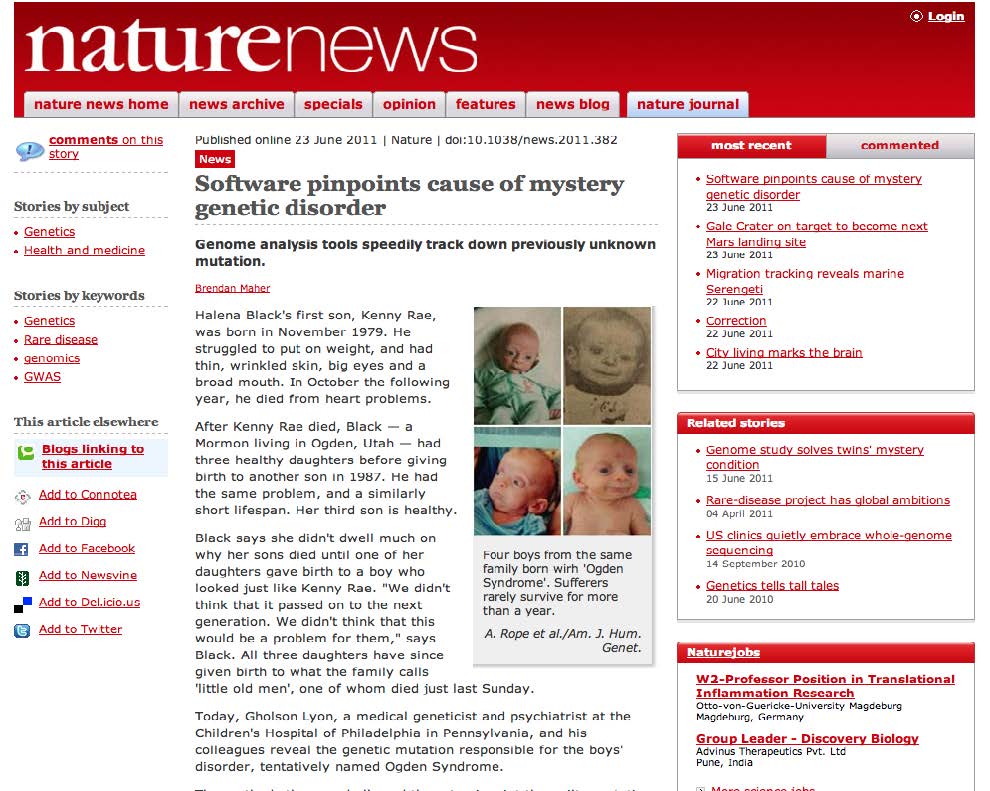 Login
naturenews
nature news home
news archive
specials
opinion
features
news blog
nature journal
comments on this
story
Stories by subject
Genetics
Health and medicine
Stories by keywords
Genetics
Rare disease
genomics
GWAS
This article elsewhere
Blogs linking to
this article
Add to Connotea
Add to Digg
Add to Facebook
Add to Newsvine
Add to Del.icio.us
Add to Twitter
Published online 23 June 2011 | Nature | doi:10.1038/news.2011.382
News
Software pinpoints cause of mystery
genetic disorder
Genome analysis tools speedily track down previously unknown
mutation.
Brendan Maher
Halena Black's first son, Kenny Rae,
was born in November 1979. He
struggled to put on weight, and had
thin, wrinkled skin, big eyes and a
broad mouth. In October the following
year, he died from heart problems.
After Kenny Rae died, Black — a
Mormon living in Ogden, Utah — had
three healthy daughters before giving
birth to another son in 1987. He had
the same problem, and a similarly
short lifespan. Her third son is healthy.
Black says she didn't dwell much on
why her sons died until one of her
daughters gave birth to a boy who
looked just like Kenny Rae. "We didn't
think that it passed on to the next
generation. We didn't think that this
would be a problem for them," says
Black. All three daughters have since
given birth to what the family calls
'little old men', one of whom died just last Sunday.
Today, Gholson Lyon, a medical geneticist and psychiatrist at the
Children's Hospital of Philadelphia in Pennsylvania, and his
colleagues reveal the genetic mutation responsible for the boys'
disorder, tentatively named Ogden Syndrome.
Four boys from the same
family born wirh 'Ogden
Syndrome'. Sufferers
rarely survive for more
than a year.
A. Rope et al./Am. J. Hum.
Genet.
most recent
commented
Software pinpoints cause of mystery
genetic disorder
23 June 2011
Gale Crater on target to become next
Mars landing site
23 June 2011
Migration tracking reveals marine
Serengeti
22 June 2011
Correction
22 June 2011
City living marks the brain
22 June 2011
Related stories
Genome study solves twins' mystery
condition
15 June 2011
Rare-disease project has global ambitions
04 April 2011
US clinics quietly embrace whole-genome
sequencing
14 September 2010
Genetics tells tall tales
20 June 2010
Naturejobs
W2-Professor Position in Translational
Inflammation Research
Otto-von-Guericke-University Magdeburg
Magdeburg, Germany
Group Leader - Discovery Biology
Advinus Therapeutics Pvt. Ltd
Pune, India
More science jobs